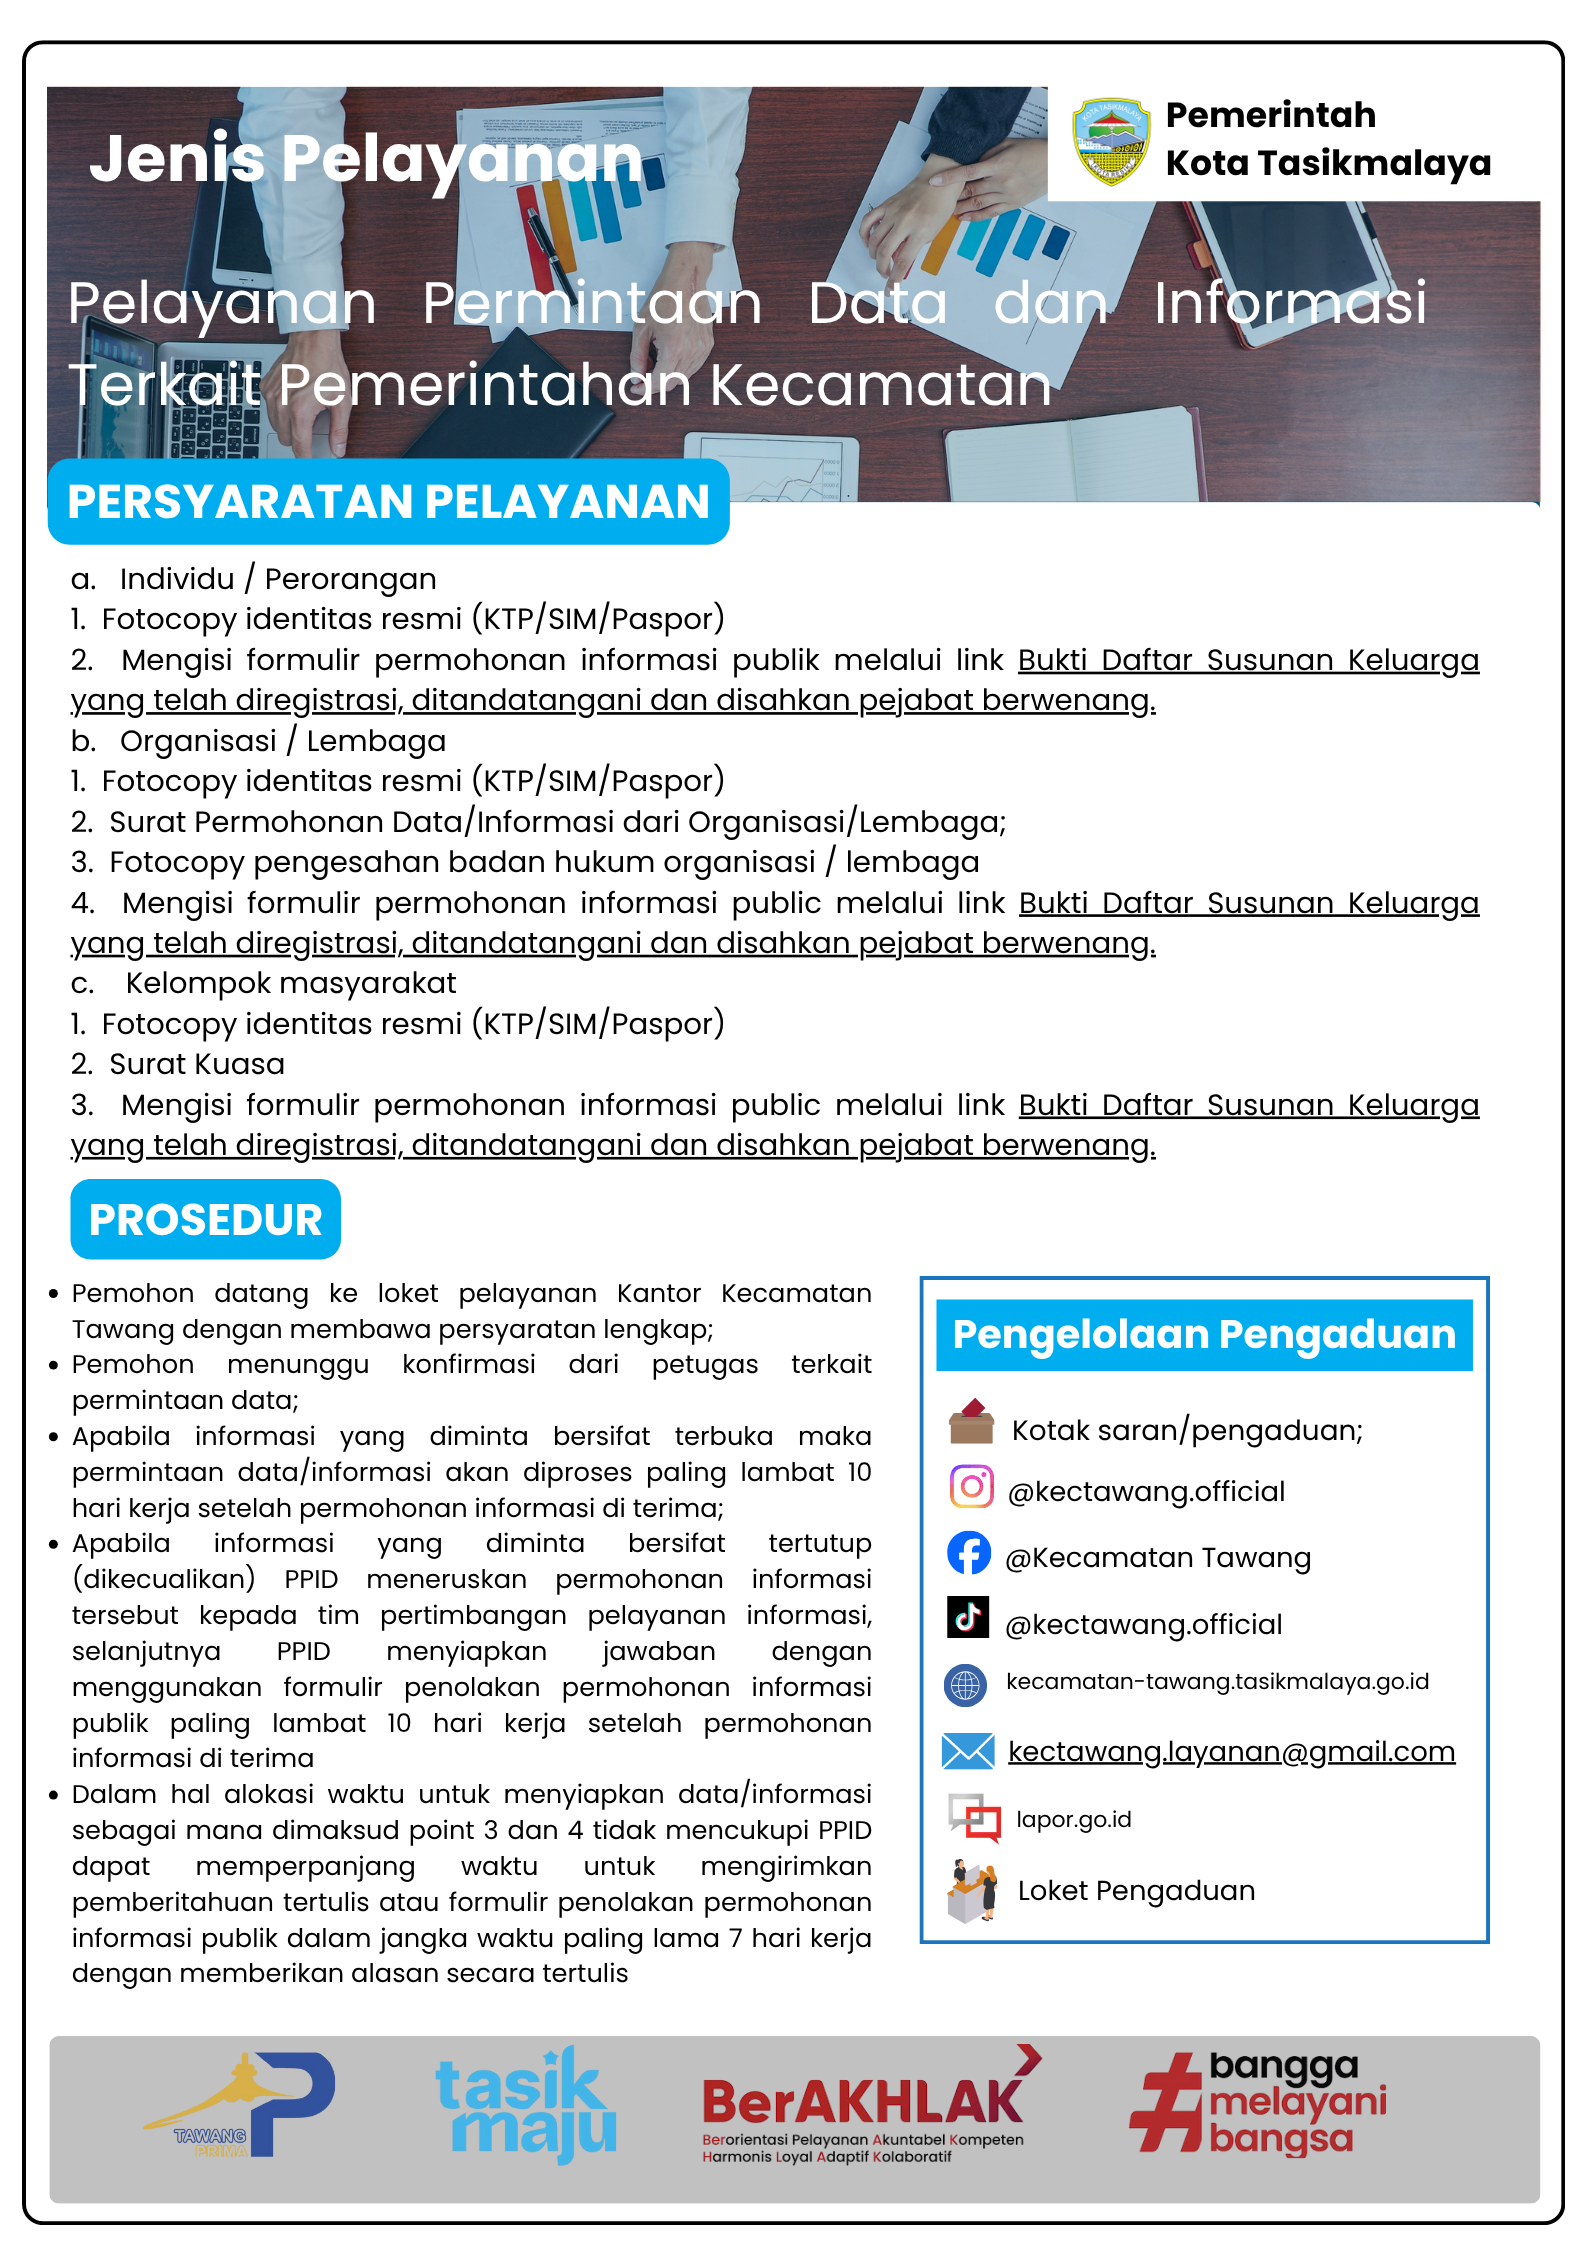 Jenis Pelayanan
Pemerintah
Kota Tasikmalaya
Pelayanan Permintaan Data dan Informasi
Terkait Pemerintahan Kecamatan
PERSYARATAN PELAYANAN
a. Individu / Perorangan
1. Fotocopy identitas resmi (KTP/SIM/Paspor)
2. Mengisi formulir permohonan informasi publik melalui link Bukti Daftar Susunan Keluarga
yang telah diregistrasi, ditandatangani dan disahkan pejabat berwenang.
b. Organisasi / Lembaga
1. Fotocopy identitas resmi (KTP/SIM/Paspor)
2. Surat Permohonan Data/Informasi dari Organisasi/Lembaga;
3. Fotocopy pengesahan badan hukum organisasi / lembaga
4. Mengisi formulir permohonan informasi public melalui link Bukti Daftar Susunan Keluarga
yang telah diregistrasi, ditandatangani dan disahkan pejabat berwenang.
c. Kelompok masyarakat
1. Fotocopy identitas resmi (KTP/SIM/Paspor)
2. Surat Kuasa
3. Mengisi formulir permohonan informasi public melalui link Bukti Daftar Susunan Keluarga
yang telah diregistrasi, ditandatangani dan disahkan pejabat berwenang.
PROSEDUR
• Pemohon datang ke loket pelayanan Kantor Kecamatan
Tawang dengan membawa persyaratan lengkap;
• Pemohon menunggu konfirmasi dari petugas terkait
permintaan data;
• Apabila informasi yang diminta bersifat terbuka maka
permintaan data/informasi akan diproses paling lambat 10
hari kerja setelah permohonan informasi di terima;
• Apabila informasi yang diminta bersifat tertutup
(dikecualikan) PPID meneruskan permohonan informasi
tersebut kepada tim pertimbangan pelayanan informasi,
selanjutnya PPID menyiapkan jawaban dengan
menggunakan formulir penolakan permohonan informasi
publik paling lambat 10 hari kerja setelah permohonan
informasi di terima
• Dalam hal alokasi waktu untuk menyiapkan data/informasi
sebagai mana dimaksud point 3 dan 4 tidak mencukupi PPID
dapat memperpanjang waktu untuk mengirimkan
pemberitahuan tertulis atau formulir penolakan permohonan
informasi publik dalam jangka waktu paling lama 7 hari kerja
dengan memberikan alasan secara tertulis
Pengelolaan Pengaduan
Kotak saran/pengaduan;
@kectawang.official
@Kecamatan Tawang
@kectawang.official
kecamatan-tawang.tasikmalaya.go.id
kectawang.layanan@gmail.com
lapor.go.id
Loket Pengaduan
TAWANG
PRIMA
tasik
maju
BerAKHLAK
Berorientasi Pelayanan Akuntabel Kompeten
Harmonis Loyal Adaptif Kolaboratif
#bangga
melayani
bangsa